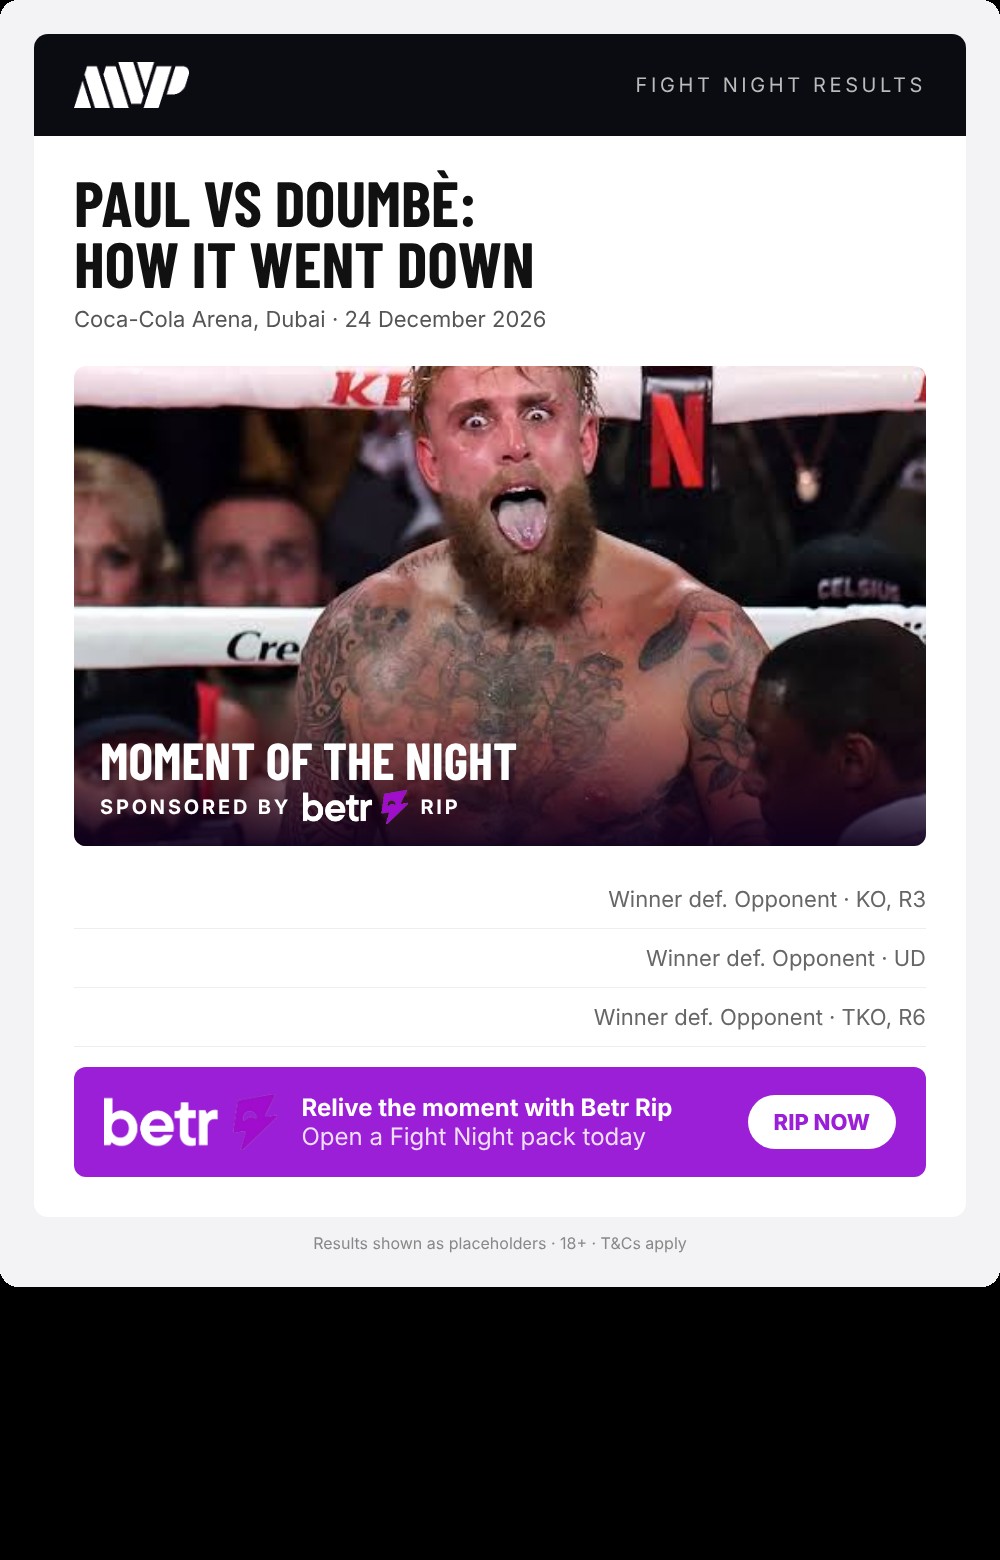 MVP
FIGHT NIGHT RESULTS
PAUL VS DOUMBÈ:
HOW IT WENT DOWN
Coca-Cola Arena, Dubai · 24 December 2026
N
CELSIUS
Cre
MOMENT OF THE NIGHT
SPONSORED BY betr RIP
Winner def. Opponent · KO, R3
Winner def. Opponent · UD
Winner def. Opponent · TKO, R6
betr
Relive the moment with Betr Rip
Open a Fight Night pack today
RIP NOW
Results shown as placeholders · 18+ · T&Cs apply